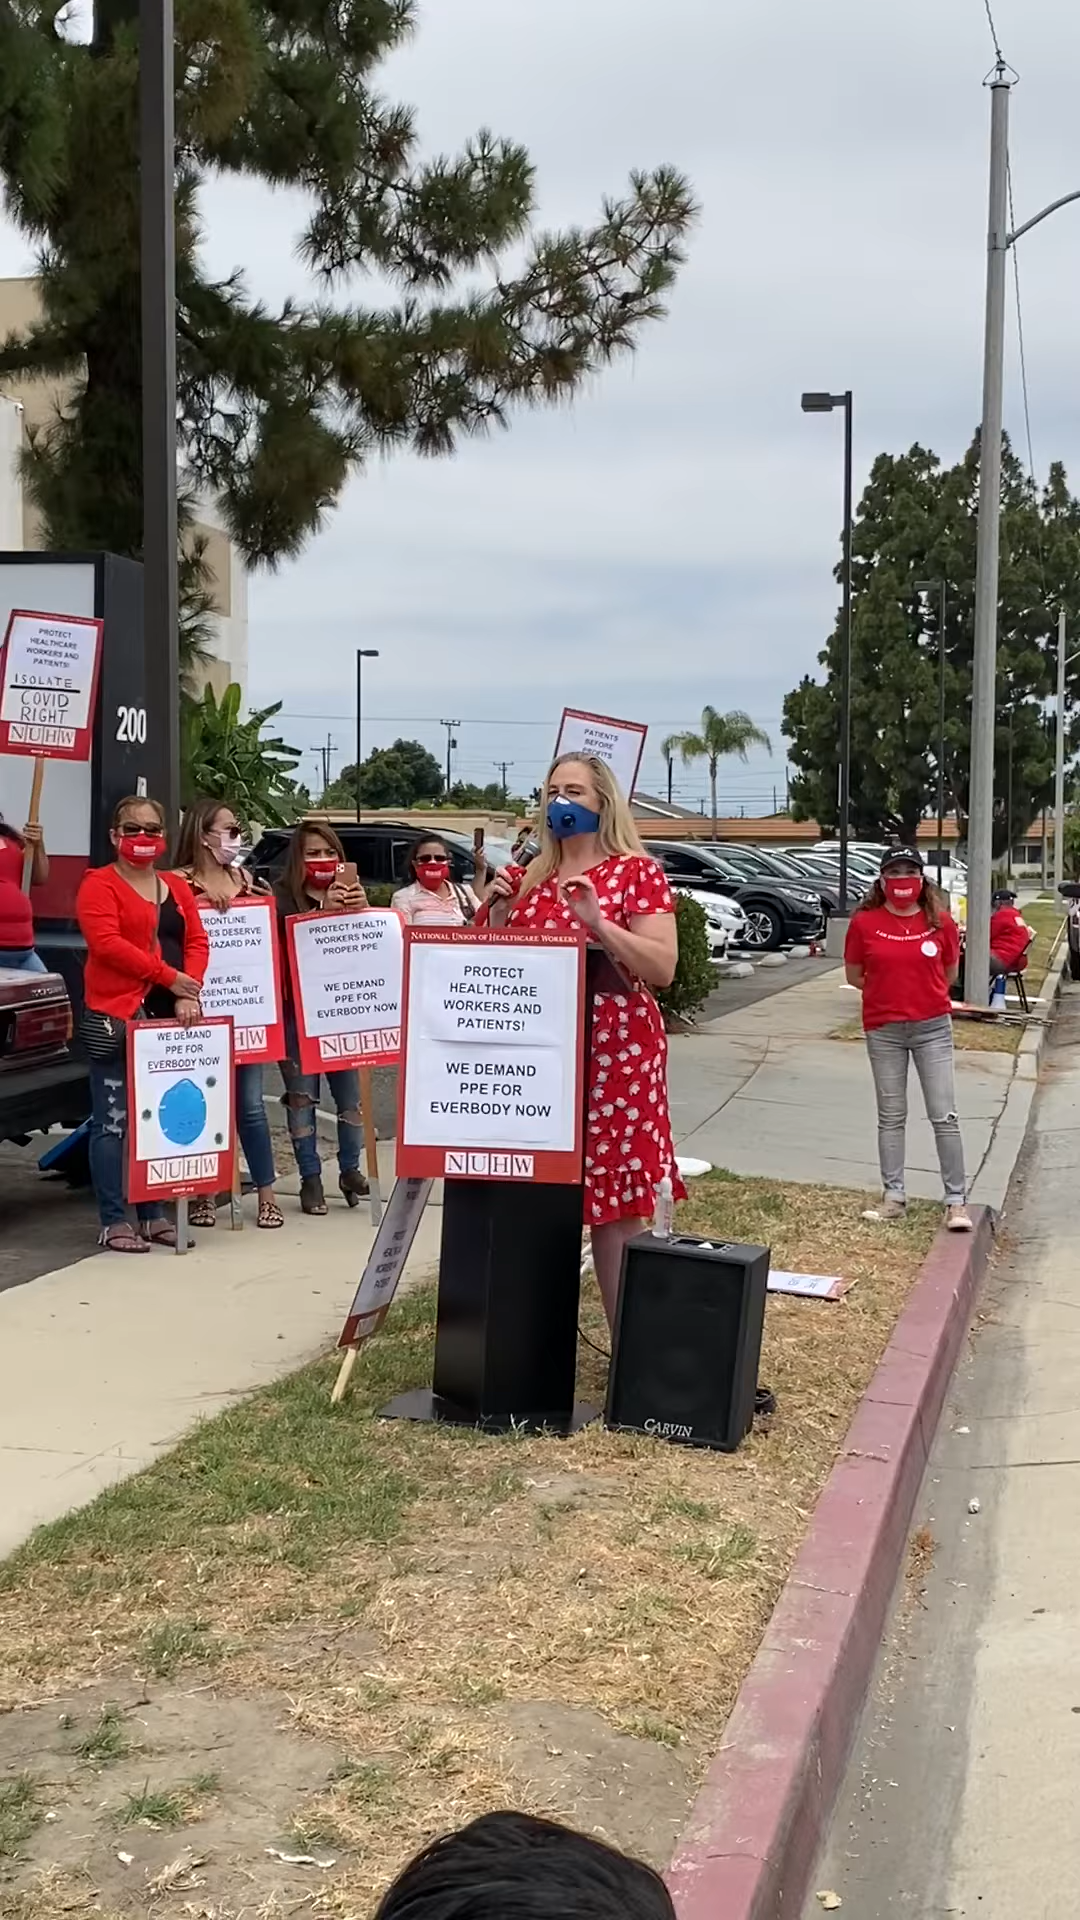 PROTECT
HEALTHCARE
WORKERS AND
PATIENTS!
ISOLATE
COVID
RIGHT
NUHW
200
PATIENTS
BEFORE
PROFITS
FRONTLINE
DESERVE
HAZARD PAY
WE ARE
BUT
EXPENDABLE
HW
PROTECT HEALTH
WORKERS NOW
PROPER PPE
WE DEMAND
PPE FOR
EVERBODY NOW
NUHW
WE DEMAND
PPE FOR
EVERBODY NOW
NUHW
NATIONAL UNION OF HEALTHCARE WORKERS
PROTECT
HEALTHCARE
WORKERS AND
PATIENTS!
WE DEMAND
PPE FOR
EVERBODY NOW
NUHW
CARVIN